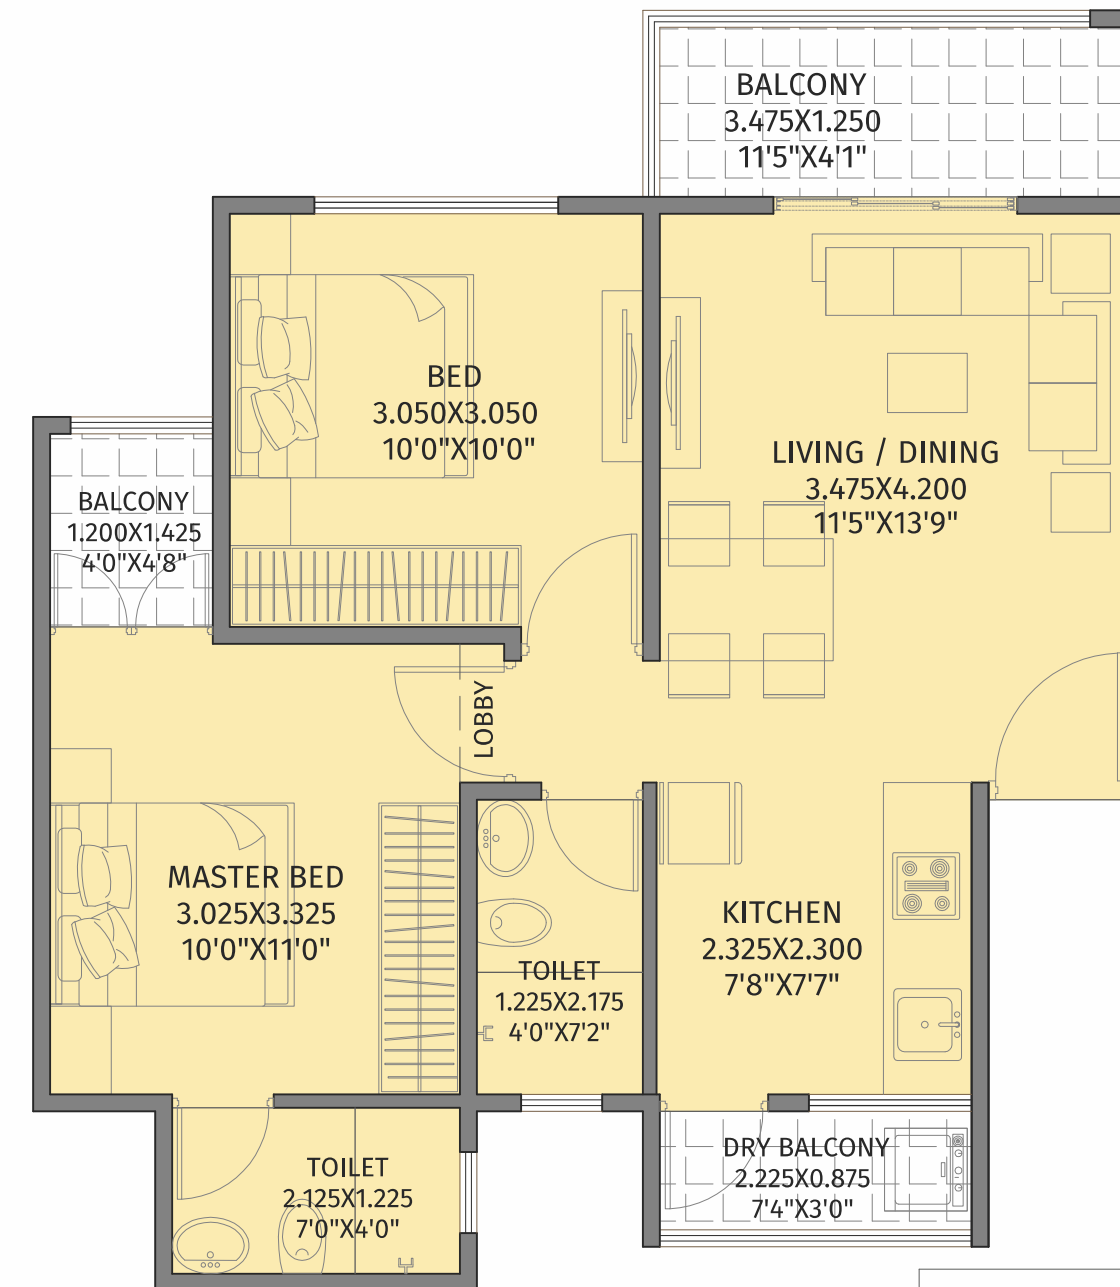 BALCONY
3.475X1.250
11'5"X4'1"
BED
3.050X3.050
10'0"X10'0"
LIVING / DINING
3.475X4.200
11'5"X13'9"
BALCONY
1.200X1.425
4'0"X4'8"
LOBBY
MASTER BED
3.025X3.325
10'0"X11'0"
KITCHEN
2.325X2.300
7'8"X7'7"
TOILET
1.225X2.175
4'0"X7'2"
DRY BALCONY
2.225X0.875
7'4"X3'0"
TOILET
2.125X1.225
7'0"X4'0"